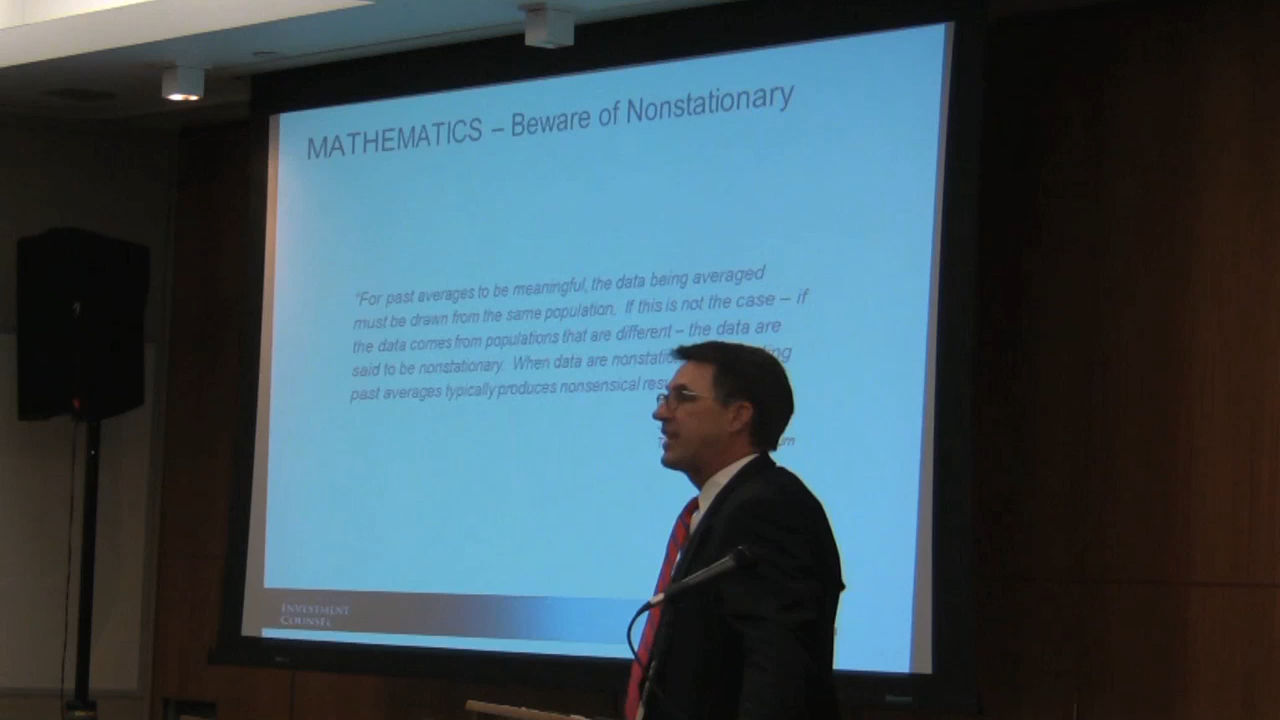 MATHEMATICS – Beware of Nonstationary
"For past averages to be meaningful, the data being averaged
must be drawn from the same population. If this is not the case – if
the data comes from populations that are different – the data are
said to be nonstationary. When data are
past averages typically produces nonsensical
INVESTMENT
COUNSEL